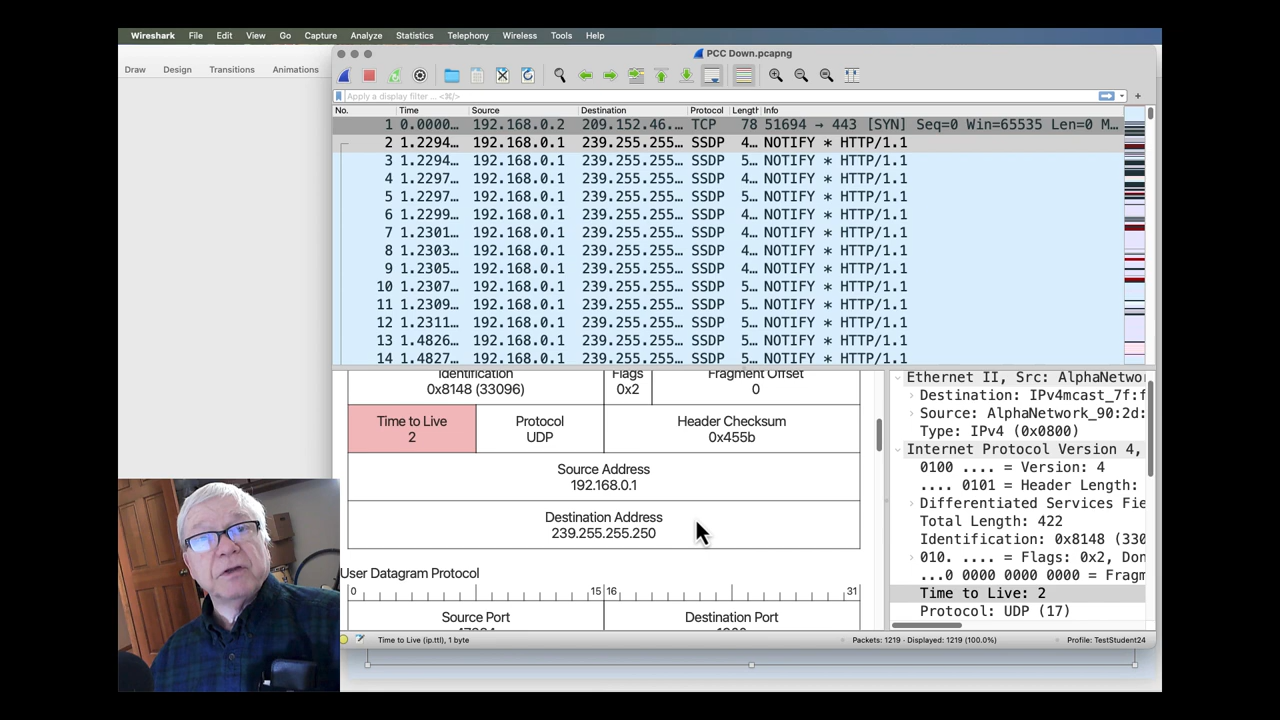 Wireshark File Edit View Go Capture Analyze Statistics Telephony Wireless Tools Help
PCC Down.pcapng
Draw Design Transitions Animations
Apply a display filter … <⌘/>
No. Time Source Destination Protocol Length Info
1 0.0000… 192.168.0.2 209.152.46.… TCP 78 51694 → 443 [SYN] Seq=0 Win=65535 Len=0 M…
2 1.2294… 192.168.0.1 239.255.255… SSDP 4… NOTIFY * HTTP/1.1
3 1.2294… 192.168.0.1 239.255.255… SSDP 5… NOTIFY * HTTP/1.1
4 1.2297… 192.168.0.1 239.255.255… SSDP 4… NOTIFY * HTTP/1.1
5 1.2297… 192.168.0.1 239.255.255… SSDP 5… NOTIFY * HTTP/1.1
6 1.2299… 192.168.0.1 239.255.255… SSDP 4… NOTIFY * HTTP/1.1
7 1.2301… 192.168.0.1 239.255.255… SSDP 4… NOTIFY * HTTP/1.1
8 1.2303… 192.168.0.1 239.255.255… SSDP 4… NOTIFY * HTTP/1.1
9 1.2305… 192.168.0.1 239.255.255… SSDP 5… NOTIFY * HTTP/1.1
10 1.2307… 192.168.0.1 239.255.255… SSDP 5… NOTIFY * HTTP/1.1
11 1.2309… 192.168.0.1 239.255.255… SSDP 5… NOTIFY * HTTP/1.1
12 1.2311… 192.168.0.1 239.255.255… SSDP 5… NOTIFY * HTTP/1.1
13 1.4826… 192.168.0.1 239.255.255… SSDP 5… NOTIFY * HTTP/1.1
14 1.4827… 192.168.0.1 239.255.255… SSDP 5… NOTIFY * HTTP/1.1
Identification Flags Fragment Offset
0x8148 (33096) 0x2 0
Time to Live Protocol Header Checksum
2 UDP 0x455b
Source Address
192.168.0.1
Destination Address
239.255.255.250
User Datagram Protocol
0 15 16 31
Source Port Destination Port
Ethernet II, Src: AlphaNetwo
Destination: IPv4mcast_7f:f
Source: AlphaNetwork_90:2d:
Type: IPv4 (0x0800)
Internet Protocol Version 4,
0100 .... = Version: 4
.... 0101 = Header Length:
Differentiated Services Fie
Total Length: 422
Identification: 0x8148 (330
010. .... = Flags: 0x2, Don
...0 0000 0000 0000 = Fragm
Time to Live: 2
Protocol: UDP (17)
Time to Live (ip.ttl), 1 byte Packets: 1219 · Displayed: 1219 (100.0%) Profile: TestStudent24